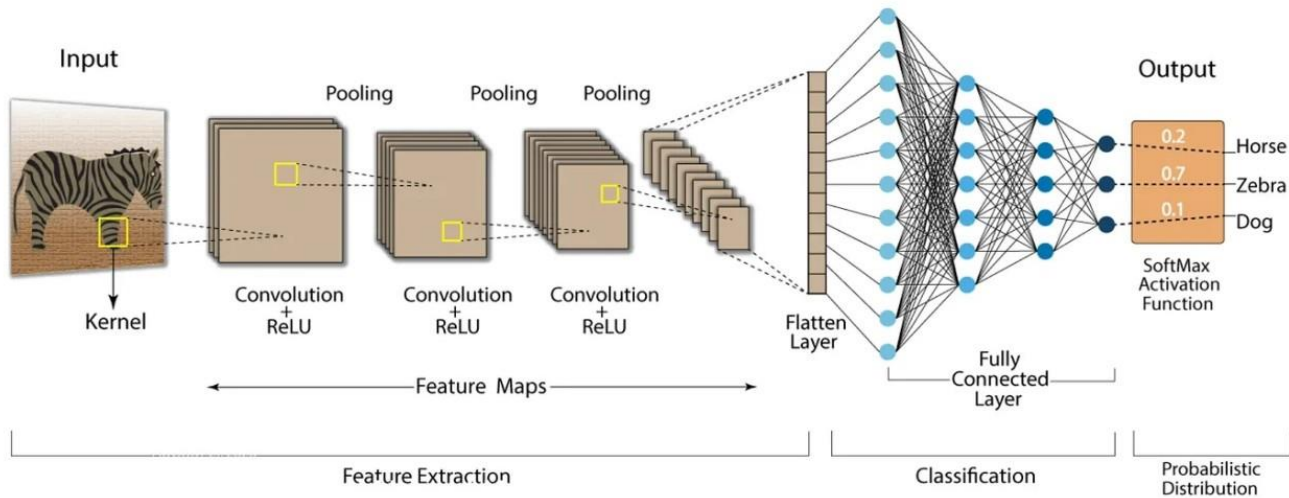 Input
Pooling
Pooling
Pooling
Output
Kernel
Convolution
+
ReLU
Convolution
+
ReLU
Convolution
+
ReLU
Flatten
Layer
0.2
Horse
0.7
Zebra
0.1
Dog
SoftMax
Activation
Function
Feature Maps
Fully
Connected
Layer
Feature Extraction
Classification
Probabilistic
Distribution